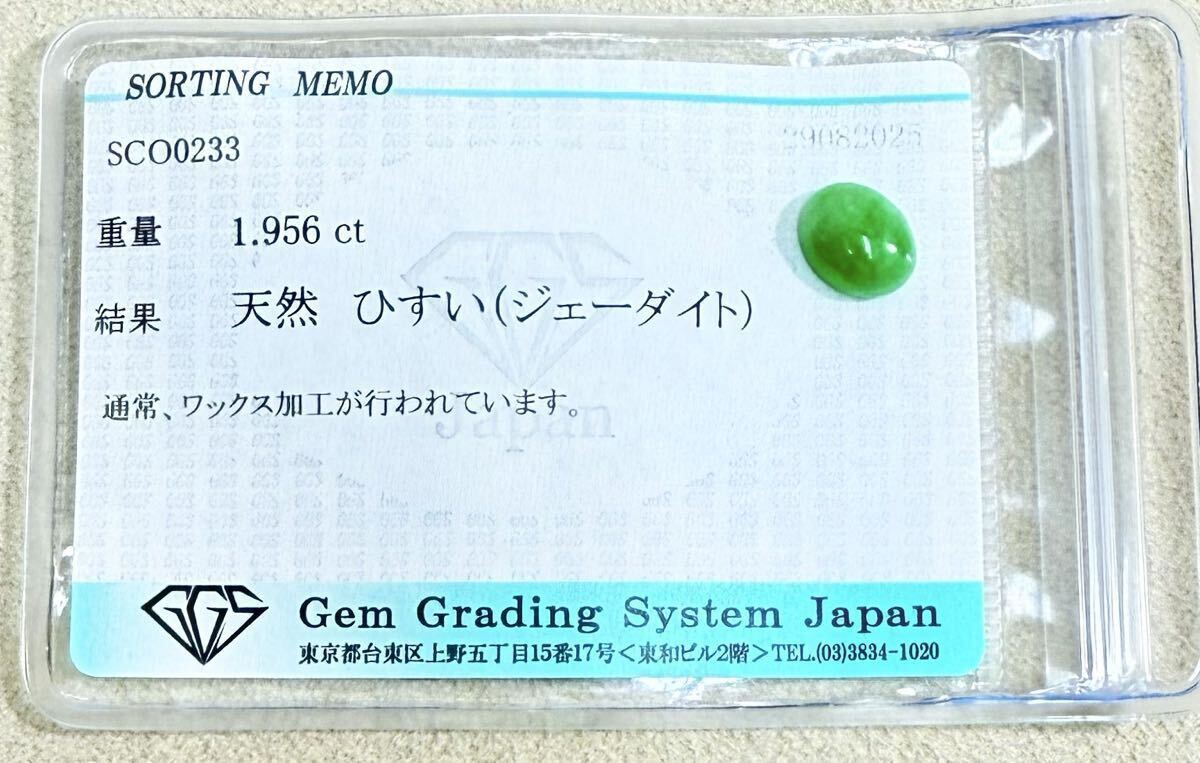 SORTING MEMO
SCO0233
29082025
重量 1.956 ct
結果 天然 ひすい(ジェーダイト)
通常、ワックス加工が行われています。
GGS
Japan
GGS Gem Grading System Japan
東京都台東区上野五丁目15番17号<東和ビル2階>TEL.(03)3834-1020